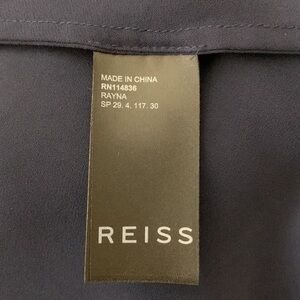 MADE IN CHINA
RN114836
RAYNA
SP 29. 4. 117. 30
REISS